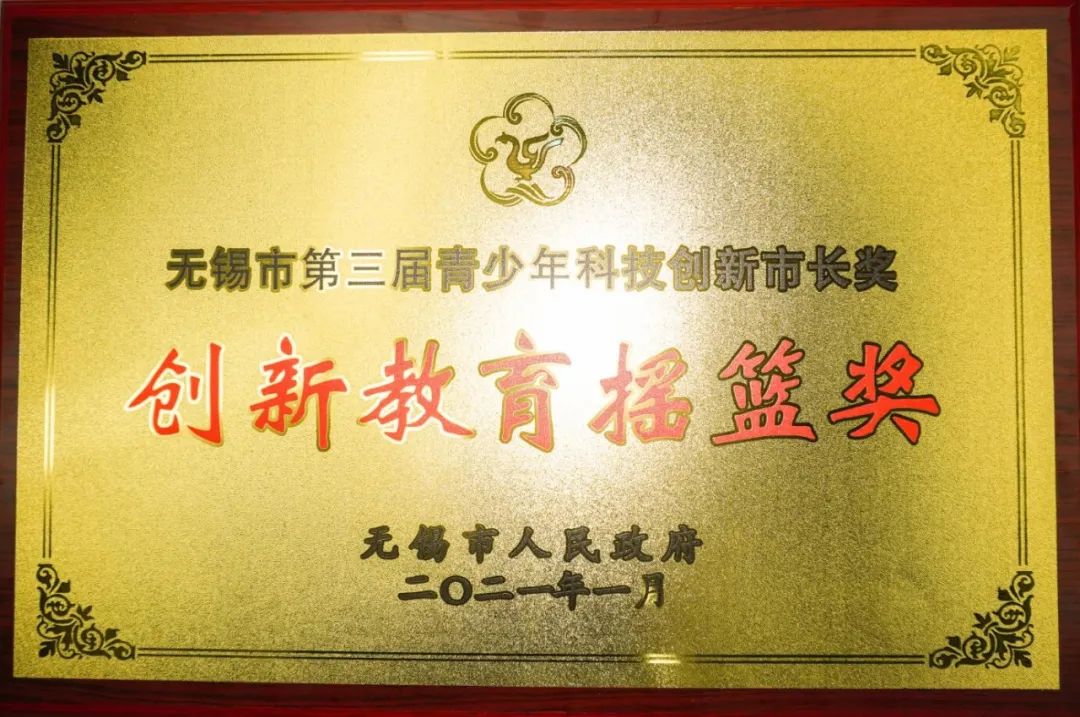 无锡市第三届青少年科技创新市长奖
创新教育摇篮奖
无锡市人民政府
二〇二一年一月